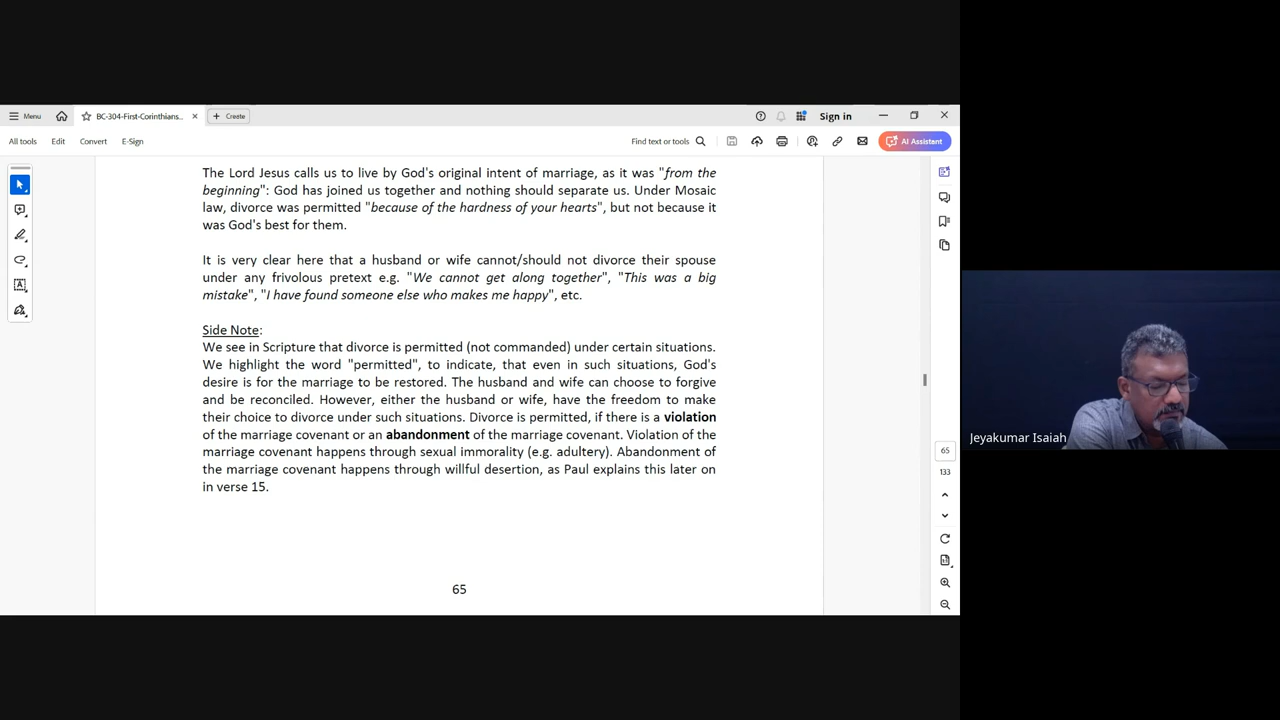 Menu
BC-304-First-Corinthians...
Create
Sign in
All tools
Edit
Convert
E-Sign
Find text or tools
AI Assistant
The Lord Jesus calls us to live by God's original intent of marriage, as it was "from the
beginning": God has joined us together and nothing should separate us. Under Mosaic
law, divorce was permitted "because of the hardness of your hearts", but not because it
was God's best for them.
It is very clear here that a husband or wife cannot/should not divorce their spouse
under any frivolous pretext e.g. "We cannot get along together", "This was a big
mistake", "I have found someone else who makes me happy", etc.
Side Note:
We see in Scripture that divorce is permitted (not commanded) under certain situations.
We highlight the word "permitted", to indicate, that even in such situations, God's
desire is for the marriage to be restored. The husband and wife can choose to forgive
and be reconciled. However, either the husband or wife, have the freedom to make
their choice to divorce under such situations. Divorce is permitted, if there is a violation
of the marriage covenant or an abandonment of the marriage covenant. Violation of the
marriage covenant happens through sexual immorality (e.g. adultery). Abandonment of
the marriage covenant happens through willful desertion, as Paul explains this later on
in verse 15.
65
65
133
Jeyakumar Isaiah